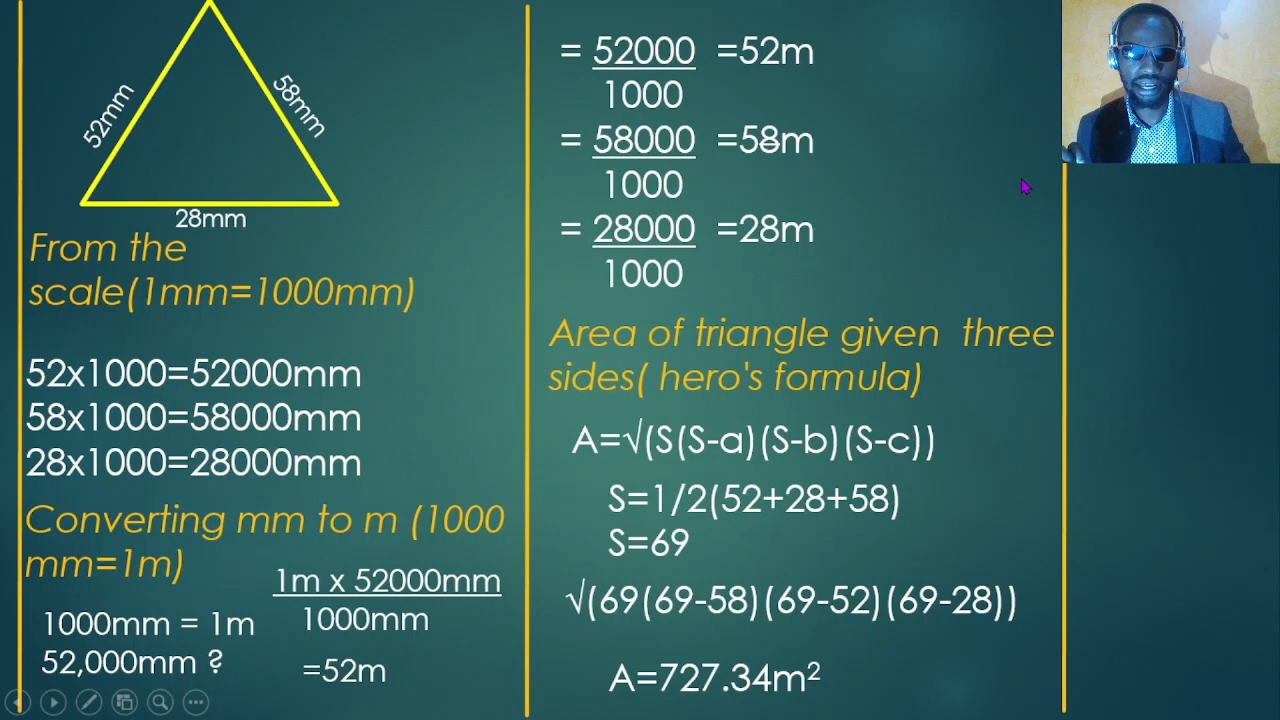 52mm
58mm
28mm
From the
scale(1mm=1000mm)
52x1000=52000mm
58x1000=58000mm
28x1000=28000mm
Converting mm to m (1000
mm=1m)
1000mm = 1m
52,000mm ?
1m x 52000mm
1000mm
=52m
= 52000 =52m
1000
= 58000 =58m
1000
= 28000 =28m
1000
Area of triangle given three
sides( hero's formula)
A=√(S(S-a)(S-b)(S-c))
S=1/2(52+28+58)
S=69
√(69(69-58)(69-52)(69-28))
A=727.34m²